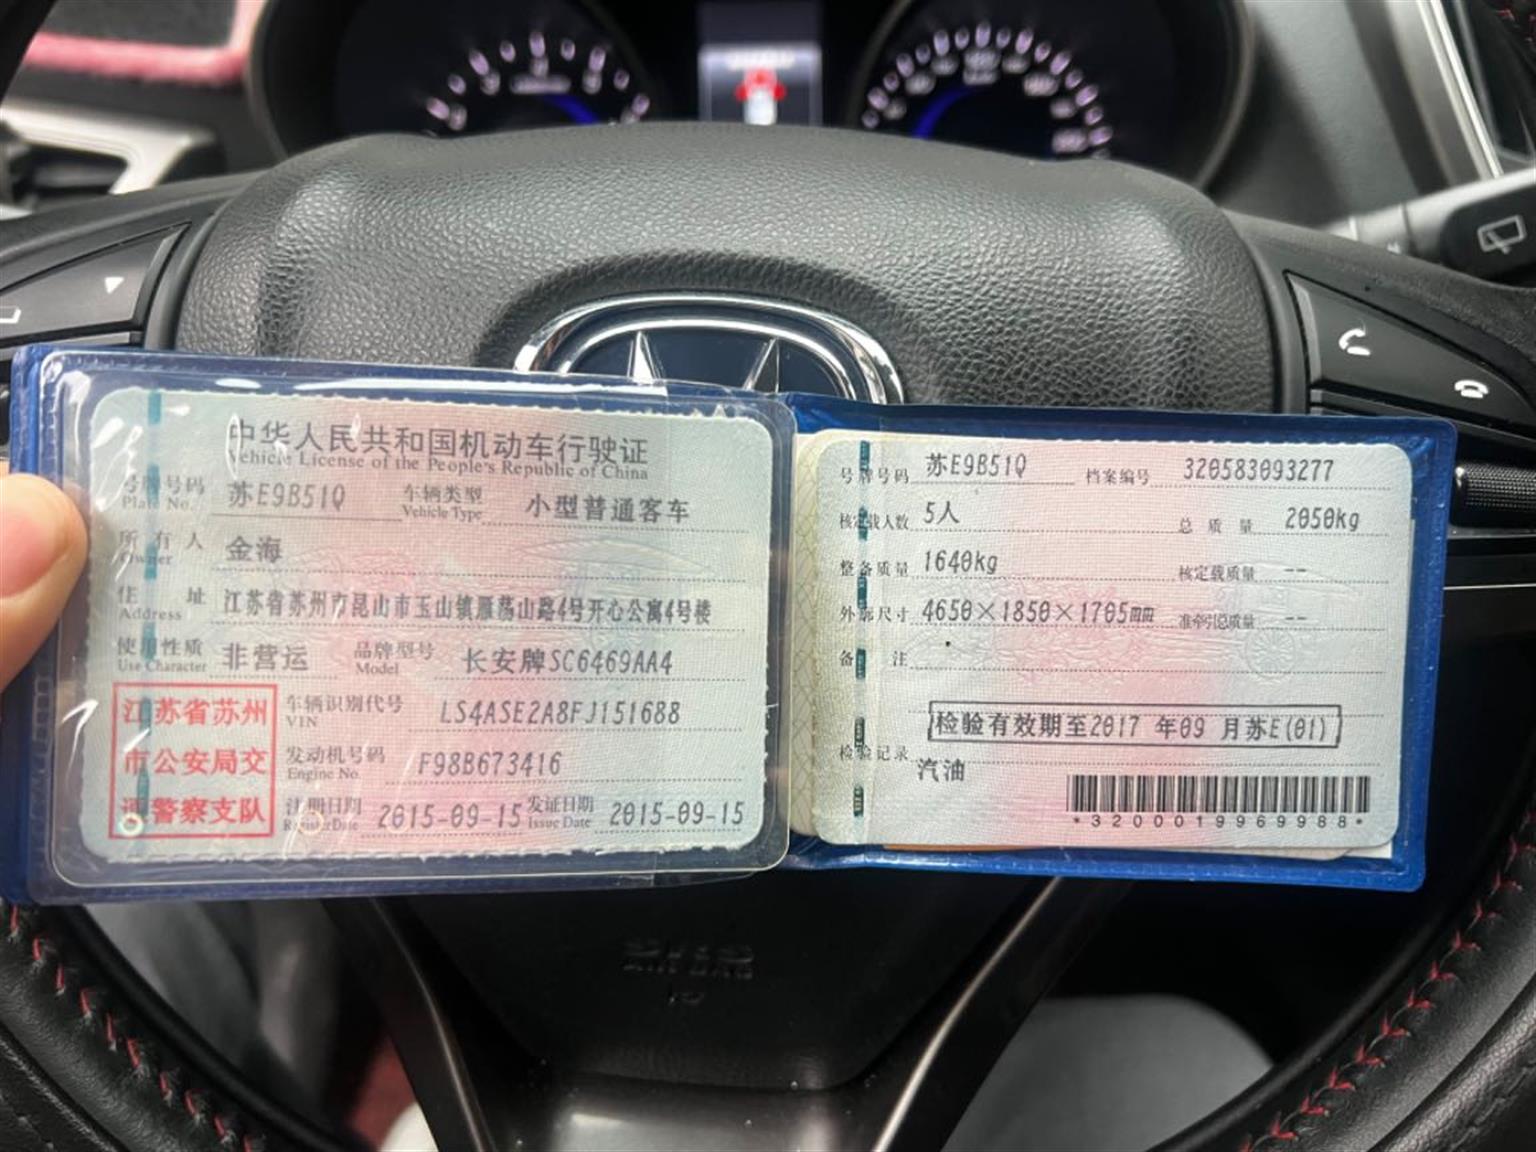 中华人民共和国机动车行驶证
Vehicle License of the People's Republic of China
号牌号码 苏E9B51Q 车辆类型 小型普通客车
Plate No. Vehicle Type
所有人 金海
Owner
住址 江苏省苏州市昆山市玉山镇雁荡山路4号开心公寓4号楼
Address
使用性质 非营运 品牌型号 长安牌SC6469AA4
Use Character Model
江苏省苏州
市公安局交
通警察支队
车辆识别代号 LS4ASE2A8FJ151688
VIN
发动机号码 F98B673416
Engine No.
注册日期 2015-09-15 发证日期 2015-09-15
Register Date Issue Date
号牌号码 苏E9B51Q 档案编号 320583093277
核定载人数 5人 总质量 2050kg
整备质量 1640kg 核定载质量 --
外廓尺寸 4650×1850×1705mm 准牵引总质量 --
备注
检验有效期至2017年09月苏E(01)
检验记录
汽油
*3200019969988*